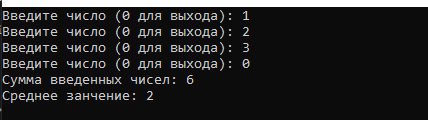 Введите число (0 для выхода): 1
Введите число (0 для выхода): 2
Введите число (0 для выхода): 3
Введите число (0 для выхода): 0
Сумма введенных чисел: 6
Среднее занчение: 2